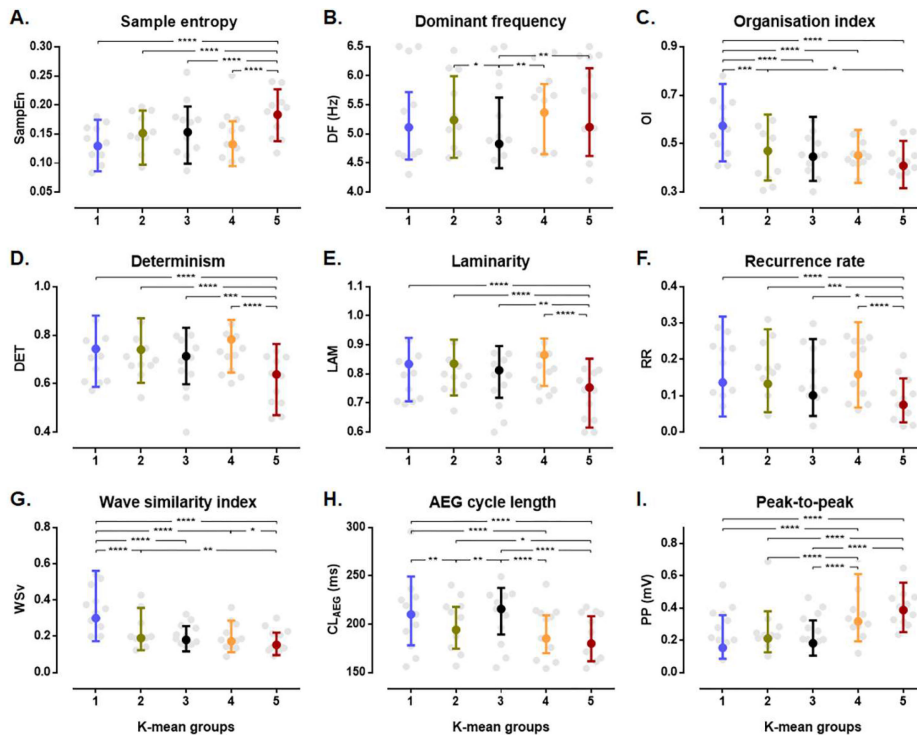 A. Sample entropy
B. Dominant frequency
C. Organisation index
**** **** **** ****
* ** **
**** **** **** *** *
SampEn
0.30
0.25
0.20
0.15
0.10
0.05
1 2 3 4 5
DF (Hz)
6.5
6.0
5.5
5.0
4.5
4.0
1 2 3 4 5
OI
0.7
0.5
0.3
1 2 3 4 5
D. Determinism
E. Laminarity
F. Recurrence rate
**** **** *** ****
**** **** ** ****
**** *** * ****
DET
1.0
0.8
0.6
0.4
1 2 3 4 5
LAM
1.0
0.9
0.8
0.7
0.6
1 2 3 4 5
RR
0.4
0.3
0.2
0.1
0.0
1 2 3 4 5
G. Wave similarity index
H. AEG cycle length
I. Peak-to-peak
**** **** * **** **** **
**** **** * **** ** ** ****
**** **** **** **** **** ****
WSv
0.8
0.6
0.4
0.2
0.0
1 2 3 4 5
K-mean groups
CLAEG (ms)
300
250
200
150
1 2 3 4 5
K-mean groups
PP (mV)
0.8
0.6
0.4
0.2
0.0
1 2 3 4 5
K-mean groups